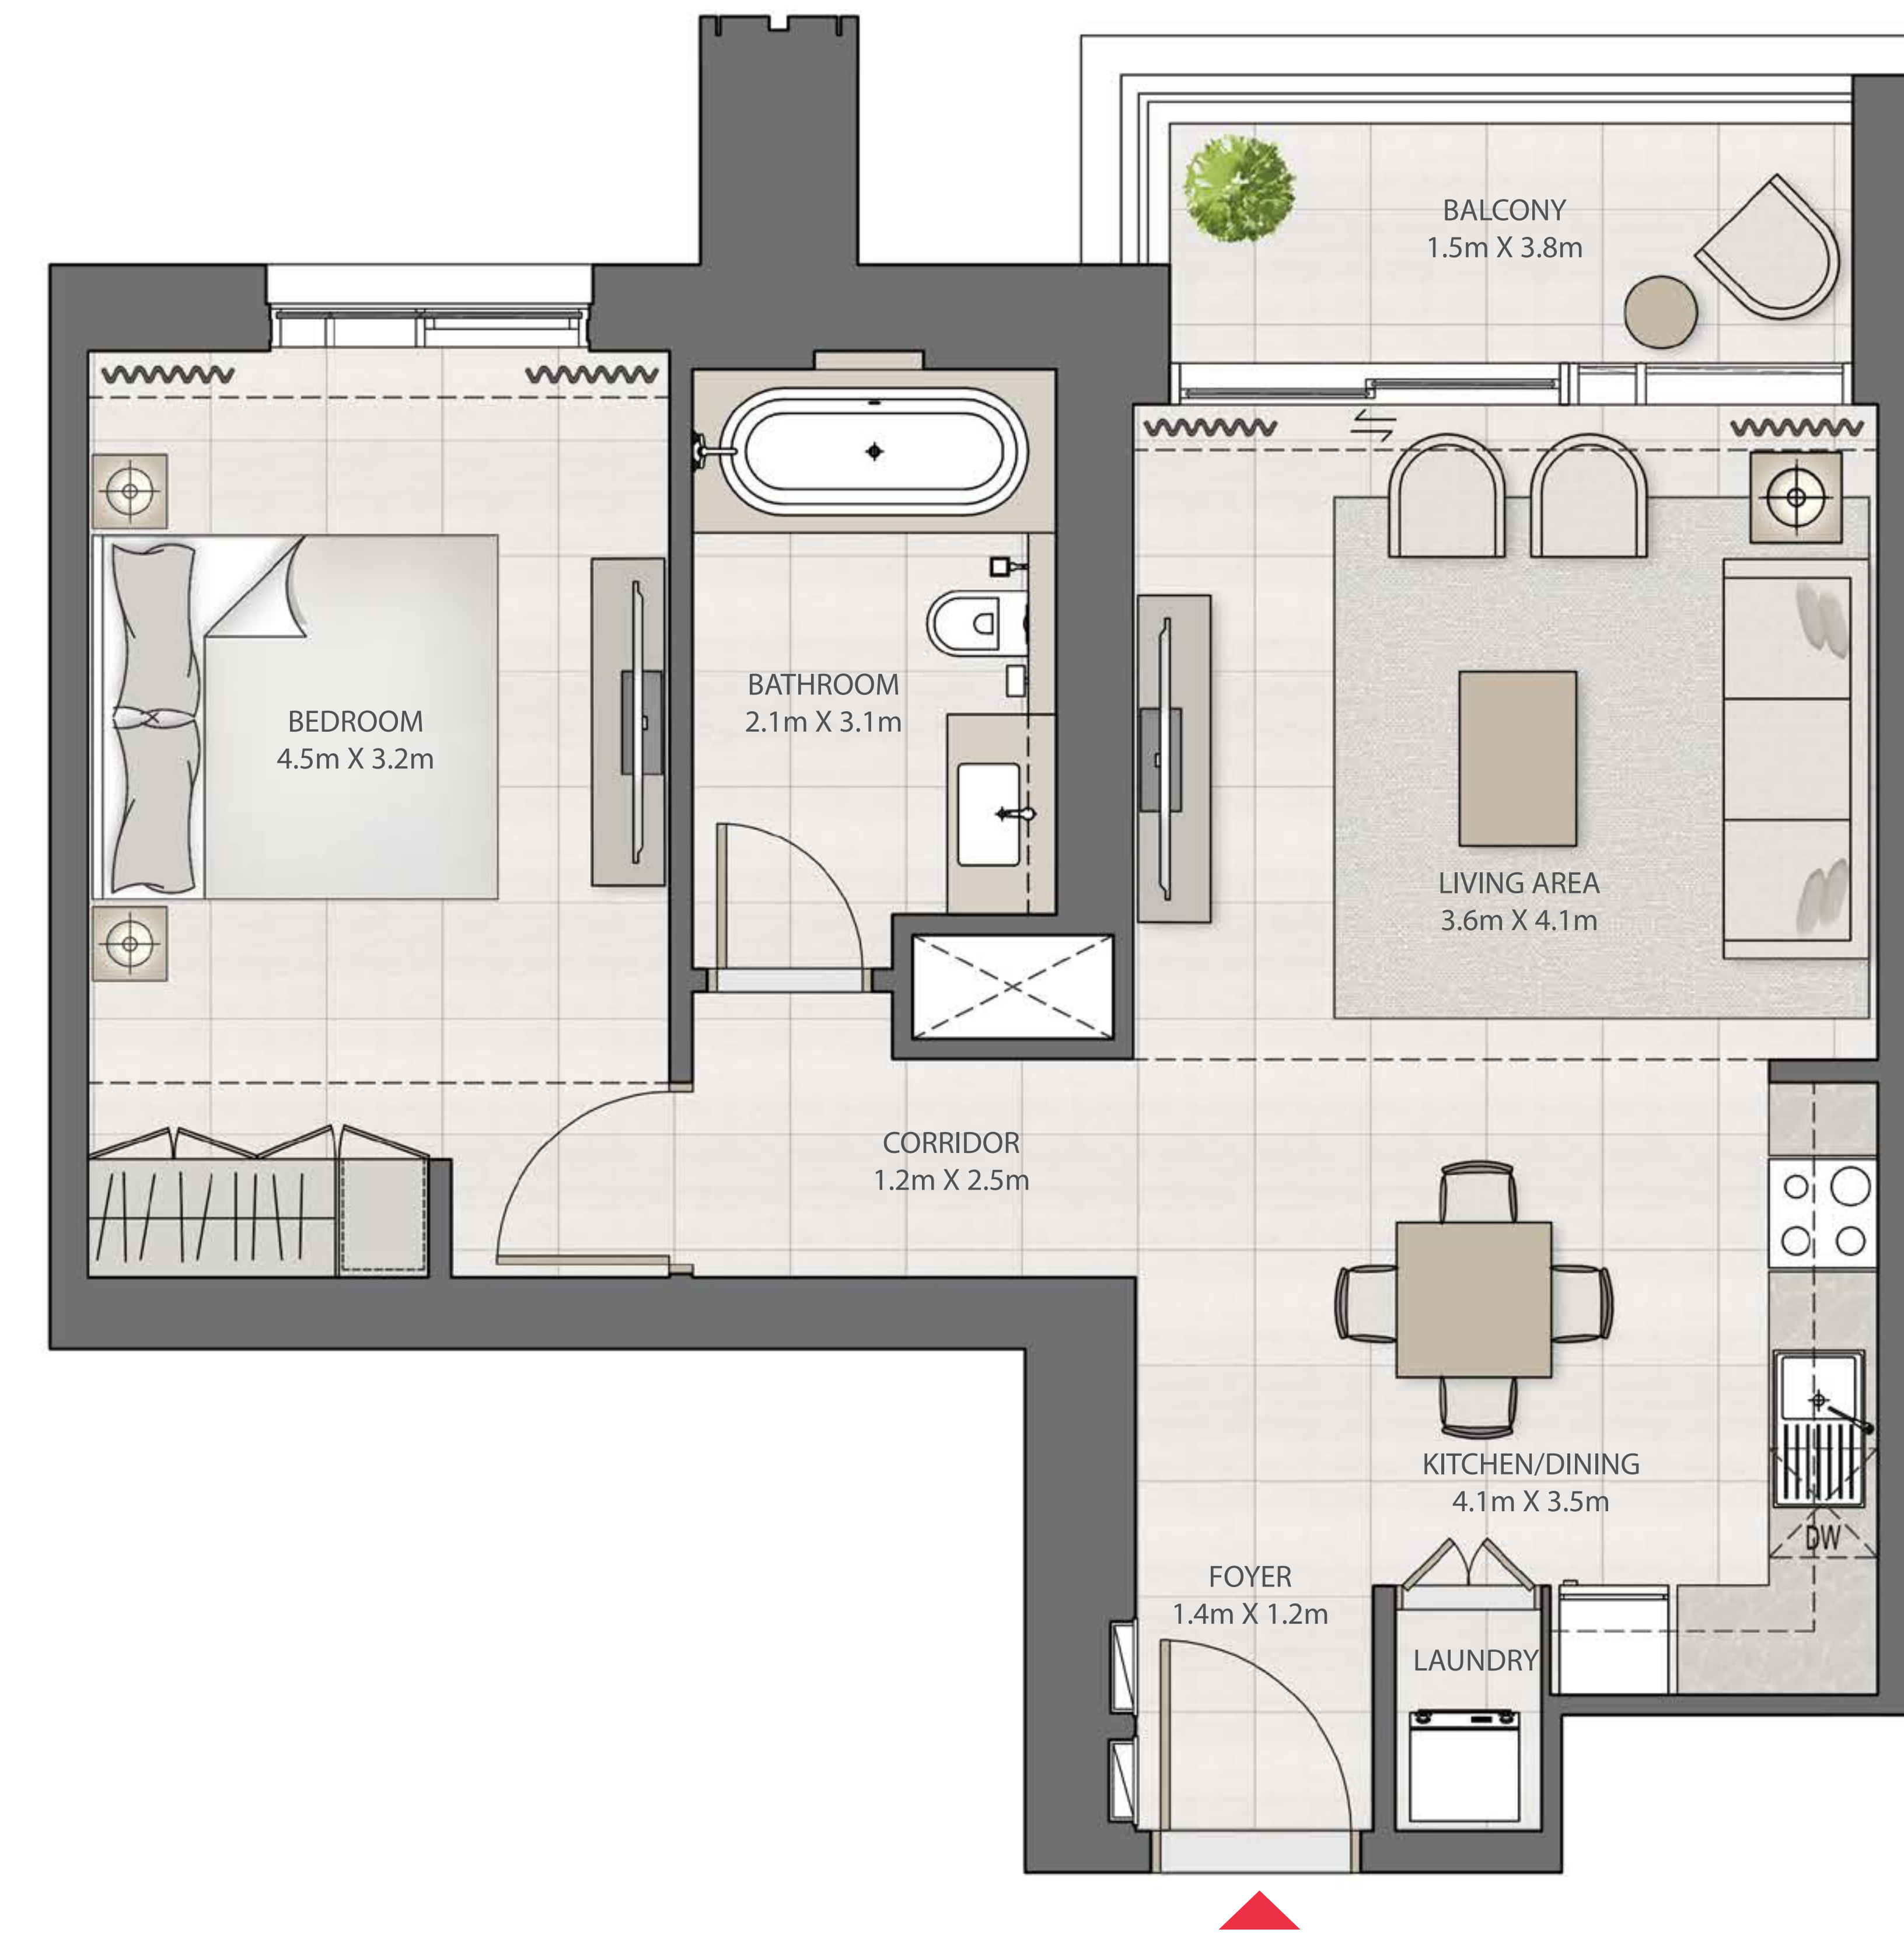 BALCONY
1.5m X 3.8m
BATHROOM
2.1m X 3.1m
BEDROOM
4.5m X 3.2m
LIVING AREA
3.6m X 4.1m
CORRIDOR
1.2m X 2.5m
KITCHEN/DINING
4.1m X 3.5m
DW
FOYER
1.4m X 1.2m
LAUNDRY